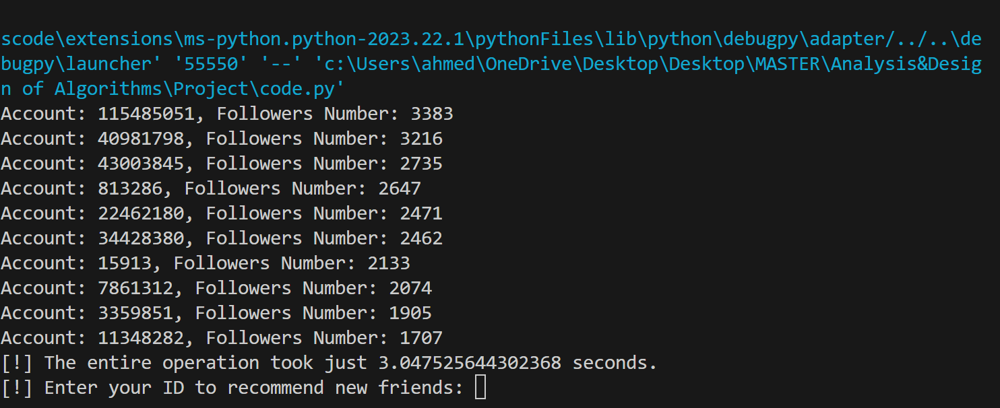 scode\extensions\ms-python.python-2023.22.1\pythonFiles\lib\python\debugpy\adapter/../..\de
bugpy\launcher' '55550' '--' 'c:\Users\ahmed\OneDrive\Desktop\Desktop\MASTER\Analysis&Desig
n of Algorithms\Project\code.py'
Account: 115485051, Followers Number: 3383
Account: 40981798, Followers Number: 3216
Account: 43003845, Followers Number: 2735
Account: 813286, Followers Number: 2647
Account: 22462180, Followers Number: 2471
Account: 34428380, Followers Number: 2462
Account: 15913, Followers Number: 2133
Account: 7861312, Followers Number: 2074
Account: 3359851, Followers Number: 1905
Account: 11348282, Followers Number: 1707
[!] The entire operation took just 3.047525644302368 seconds.
[!] Enter your ID to recommend new friends: